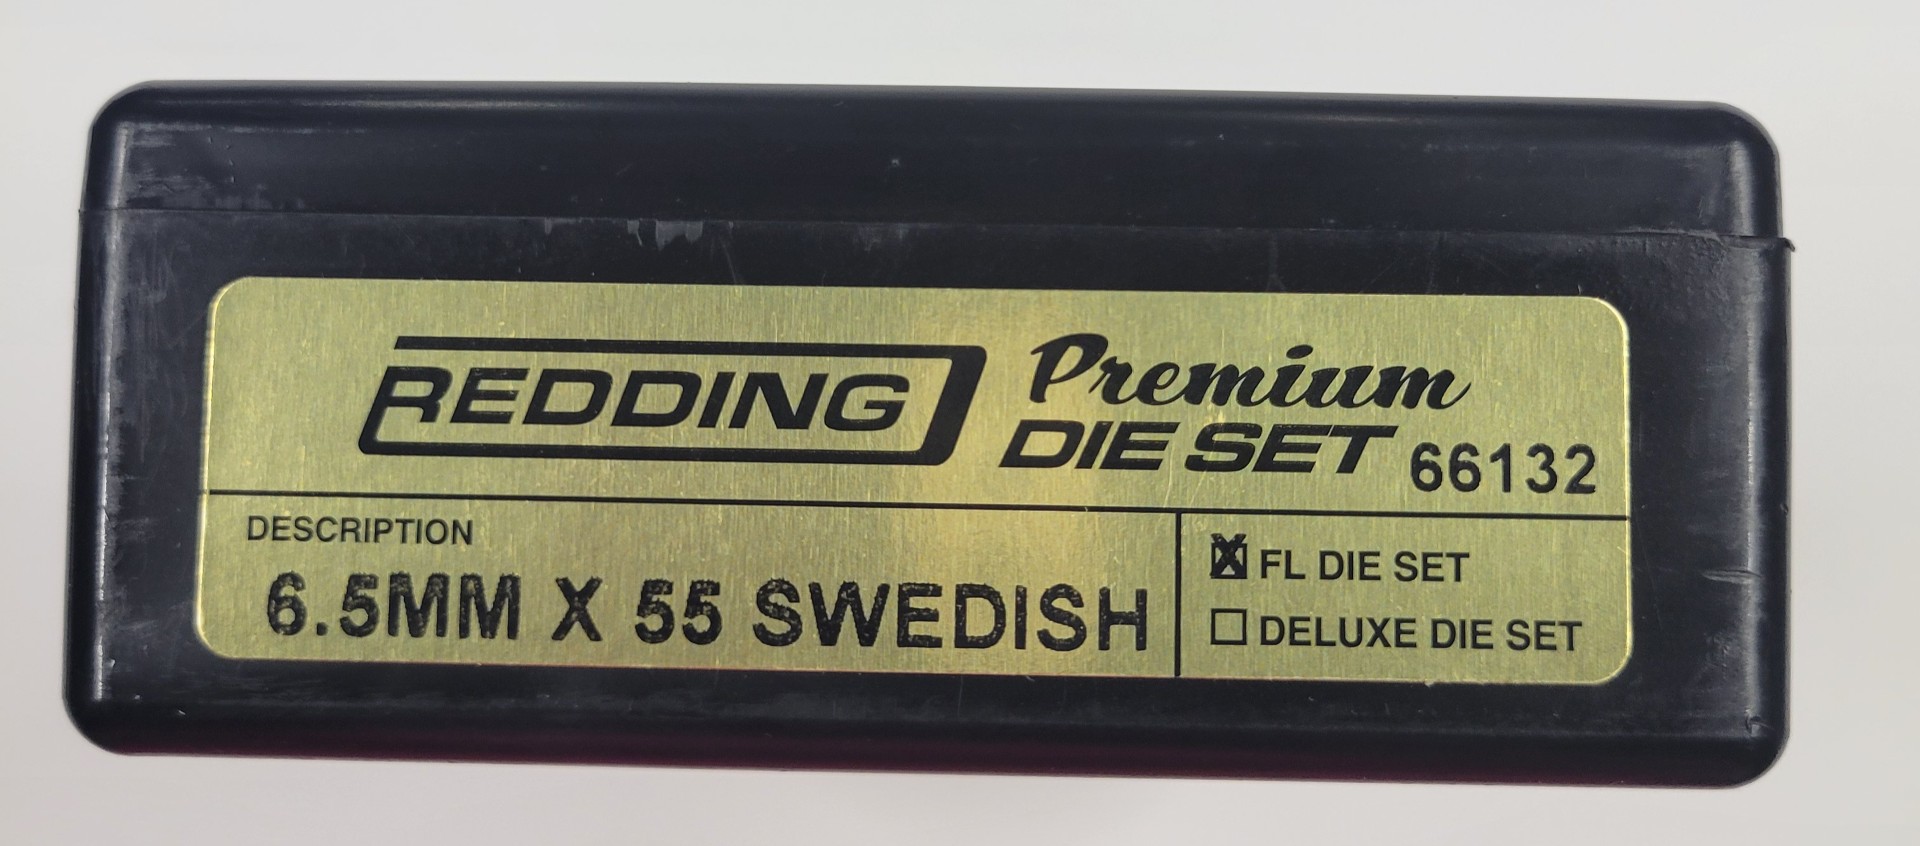 REDDING Premium
DIE SET 66132
DESCRIPTION
6.5MM X 55 SWEDISH
☒ FL DIE SET
☐ DELUXE DIE SET